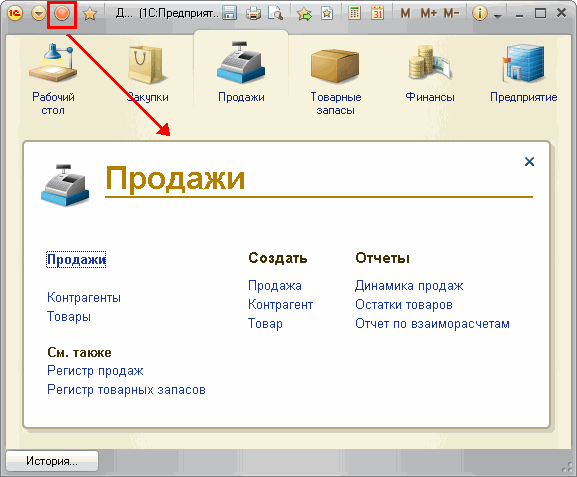 Д... [1С:Предприят...
M M+ M-
31
Рабочий
стол
Закупки
Продажи
Товарные
запасы
Финансы
Предприятие
Продажи
Продажи
Контрагенты
Товары
См. также
Регистр продаж
Регистр товарных запасов
Создать
Продажа
Контрагент
Товар
Отчеты
Динамика продаж
Остатки товаров
Отчет по взаиморасчетам
История...